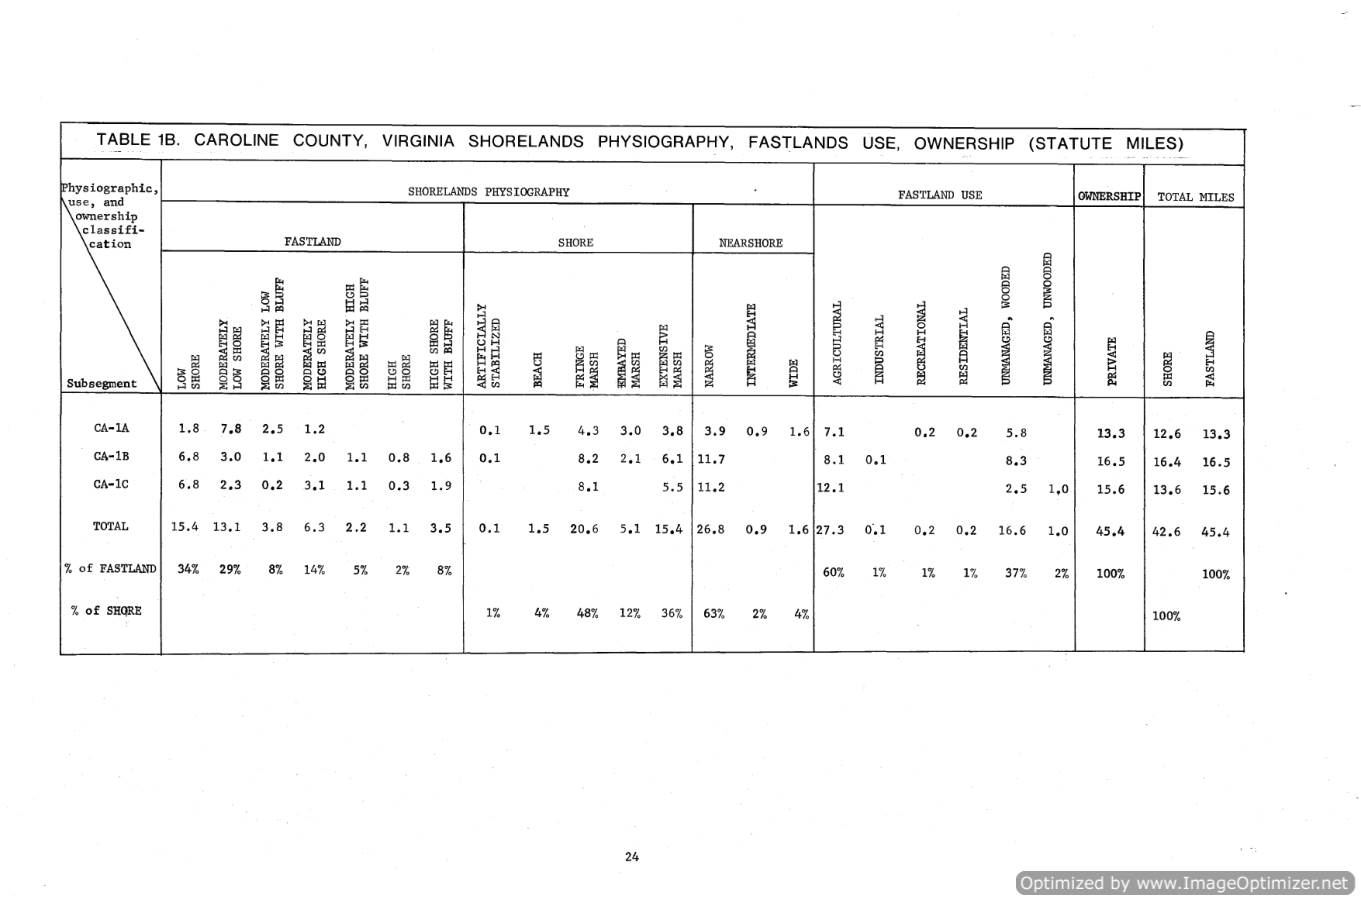 TABLE 1B. CAROLINE COUNTY, VIRGINIA SHORELANDS PHYSIOGRAPHY, FASTLANDS USE, OWNERSHIP (STATUTE MILES)
Physiographic, use, and ownership classifi-cation
Subsegment
SHORELANDS PHYSIOGRAPHY FASTLAND USE OWNERSHIP TOTAL MILES
FASTLAND SHORE NEARSHORE
LOW SHORE
MODERATELY LOW SHORE
MODERATELY LOW SHORE WITH BLUFF
MODERATELY HIGH SHORE
MODERATELY HIGH SHORE WITH BLUFF
HIGH SHORE
HIGH SHORE WITH BLUFF
ARTIFICIALLY STABILIZED
BEACH
FRINGE MARSH
EMBAYED MARSH
EXTENSIVE MARSH
NARROW
INTERMEDIATE
WIDE
AGRICULTURAL
INDUSTRIAL
RECREATIONAL
RESIDENTIAL
UNMANAGED, WOODED
UNMANAGED, UNWOODED
PRIVATE
SHORE
FASTLAND
CA-1A 1.8 7.8 2.5 1.2 0.1 1.5 4.3 3.0 3.8 3.9 0.9 1.6 7.1 0.2 0.2 5.8 13.3 12.6 13.3
CA-1B 6.8 3.0 1.1 2.0 1.1 0.8 1.6 0.1 8.2 2.1 6.1 11.7 8.1 0.1 8.3 16.5 16.4 16.5
CA-1C 6.8 2.3 0.2 3.1 1.1 0.3 1.9 8.1 5.5 11.2 12.1 2.5 1.0 15.6 13.6 15.6
TOTAL 15.4 13.1 3.8 6.3 2.2 1.1 3.5 0.1 1.5 20.6 5.1 15.4 26.8 0.9 1.6 27.3 0.1 0.2 0.2 16.6 1.0 45.4 42.6 45.4
% of FASTLAND 34% 29% 8% 14% 5% 2% 8% 60% 1% 1% 1% 37% 2% 100% 100%
% of SHORE 1% 4% 48% 12% 36% 63% 2% 4% 100%
24
Optimized by www.ImageOptimizer.net